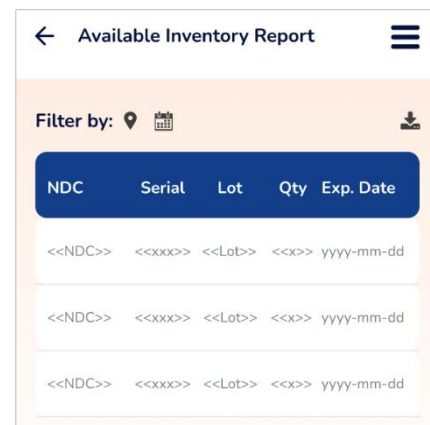 Available Inventory Report
Filter by:
NDC Serial Lot Qty Exp. Date
<<NDC>> <<xxx>> <<Lot>> <<x>> yyyy-mm-dd
<<NDC>> <<xxx>> <<Lot>> <<x>> yyyy-mm-dd
<<NDC>> <<xxx>> <<Lot>> <<x>> yyyy-mm-dd